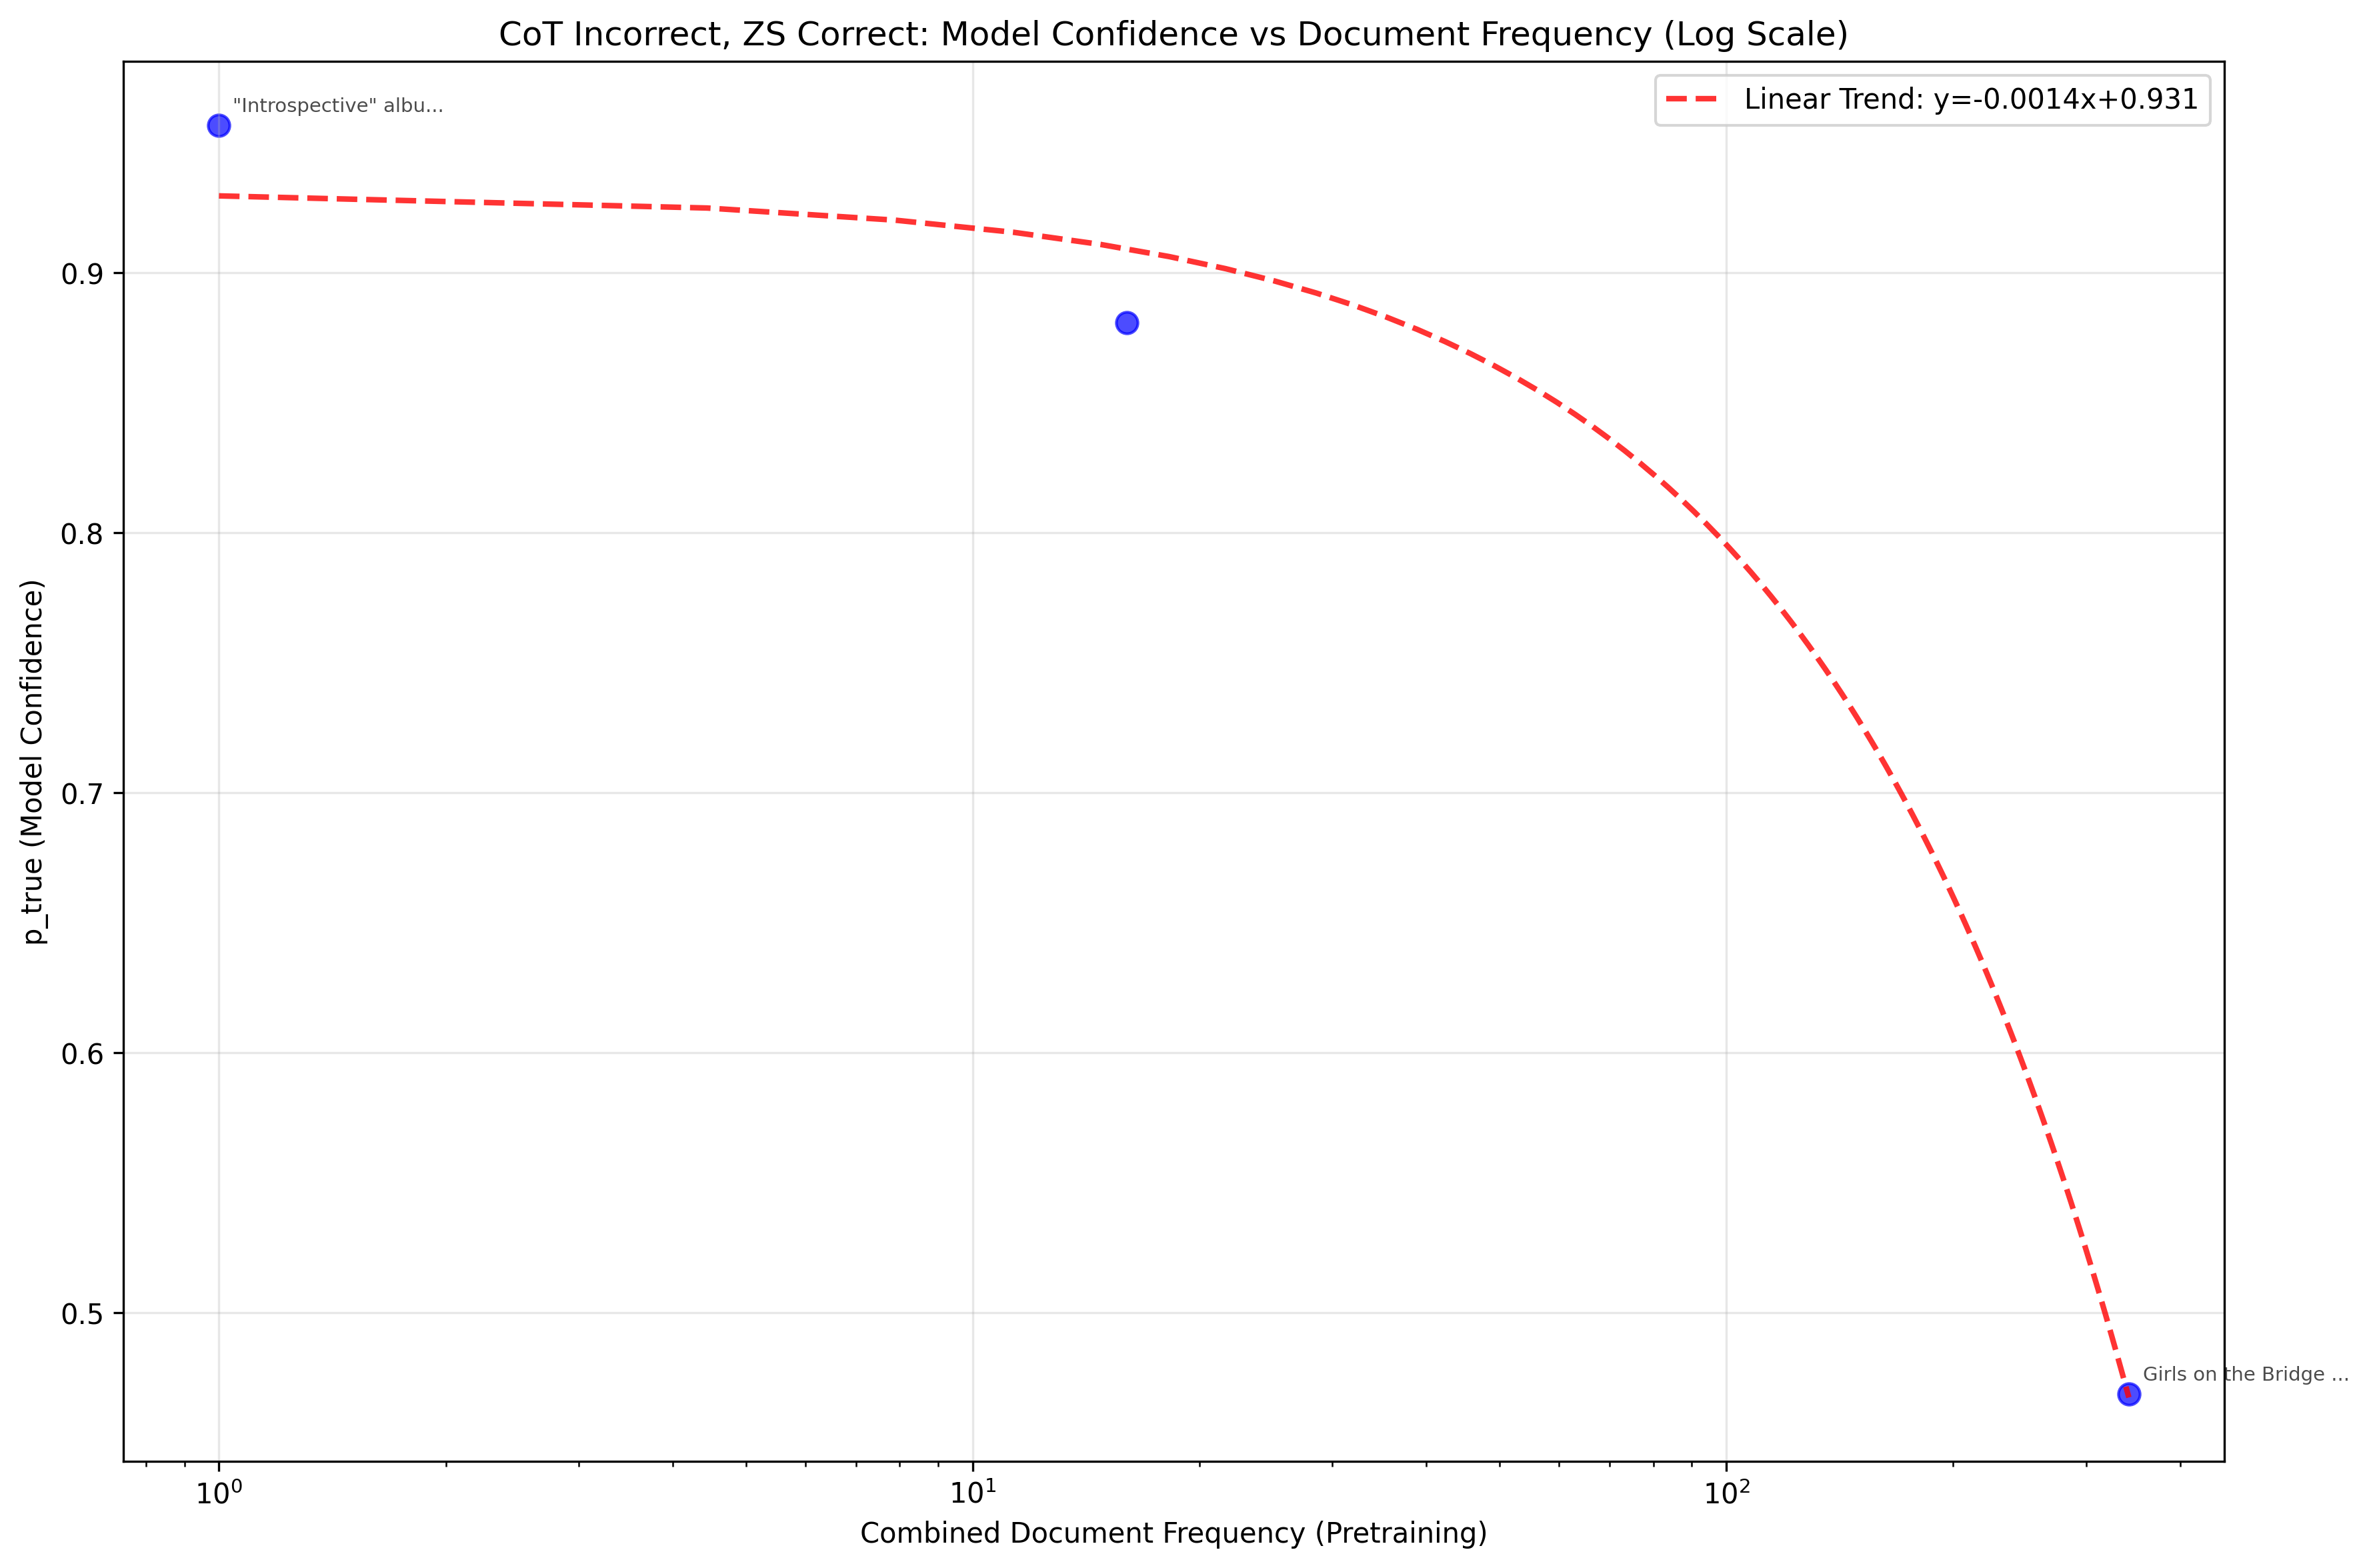 CoT Incorrect, ZS Correct: Model Confidence vs Document Frequency (Log Scale)
"Introspective" albu...
Linear Trend: y=-0.0014x+0.931
0.9
0.8
0.7
0.6
0.5
p_true (Model Confidence)
Girls on the Bridge ...
10⁰
10¹
10²
Combined Document Frequency (Pretraining)